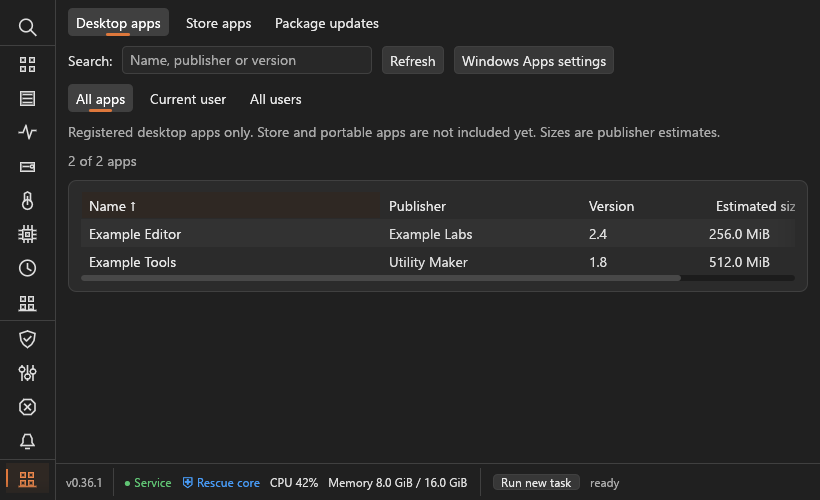 Desktop apps Store apps Package updates
Search: Name, publisher or version Refresh Windows Apps settings
All apps Current user All users
Registered desktop apps only. Store and portable apps are not included yet. Sizes are publisher estimates.
2 of 2 apps
Name ↑ Publisher Version Estimated siz
Example Editor Example Labs 2.4 256.0 MiB
Example Tools Utility Maker 1.8 512.0 MiB
v0.36.1 Service Rescue core CPU 42% Memory 8.0 GiB / 16.0 GiB Run new task ready